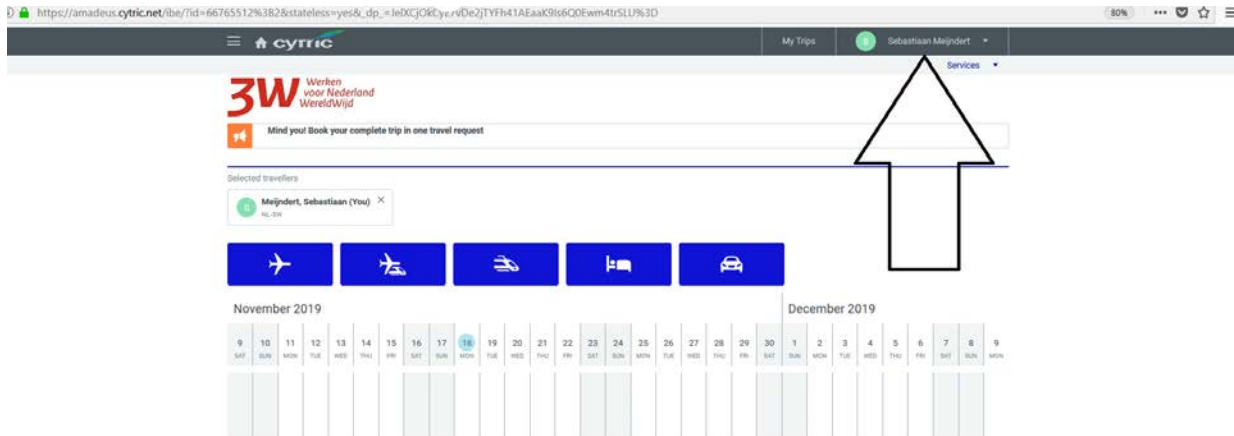 https://amadeus.cytric.net/ibe/?id=66765512%3B2&stateless=yes&_dp_=
80%
cytric
My Trips
S
Sebastiaan Meijndert
Services
3W Werken
voor Nederland
WereldWijd
Mind you! Book your complete trip in one travel request
Selected travellers
S
Meijndert, Sebastiaan (You)
NL-3W
November 2019
December 2019
9 10 11 12 13 14 15 16 17 18 19 20 21 22 23 24 25 26 27 28 29 30 1 2 3 4 5 6 7 8 9
SAT SUN MON TUE WED THU FRI SAT SUN MON TUE WED THU FRI SAT SUN MON TUE WED THU FRI SAT SUN MON TUE WED THU FRI SAT SUN MON